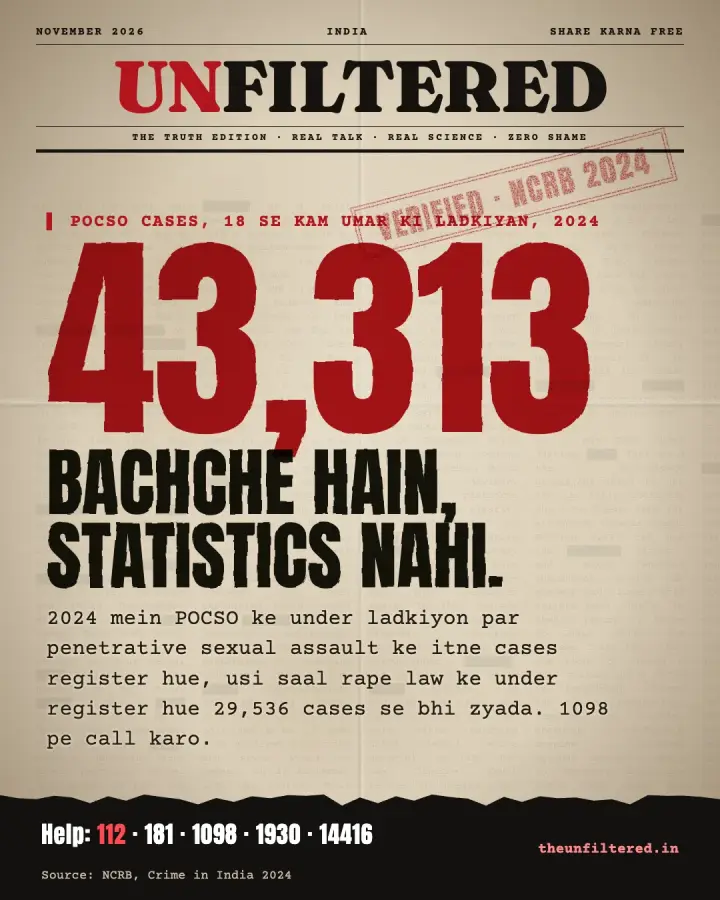 NOVEMBER 2026 INDIA SHARE KARNA FREE
UNFILTERED
THE TRUTH EDITION · REAL TALK · REAL SCIENCE · ZERO SHAME
VERIFIED · NCRB 2024
POCSO CASES, 18 SE KAM UMAR KI LADKIYAN, 2024
43,313
BACHCHE HAIN,
STATISTICS NAHI.
2024 mein POCSO ke under ladkiyon par
penetrative sexual assault ke itne cases
register hue, usi saal rape law ke under
register hue 29,536 cases se bhi zyada. 1098
pe call karo.
Help: 112 · 181 · 1098 · 1930 · 14416
theunfiltered.in
Source: NCRB, Crime in India 2024